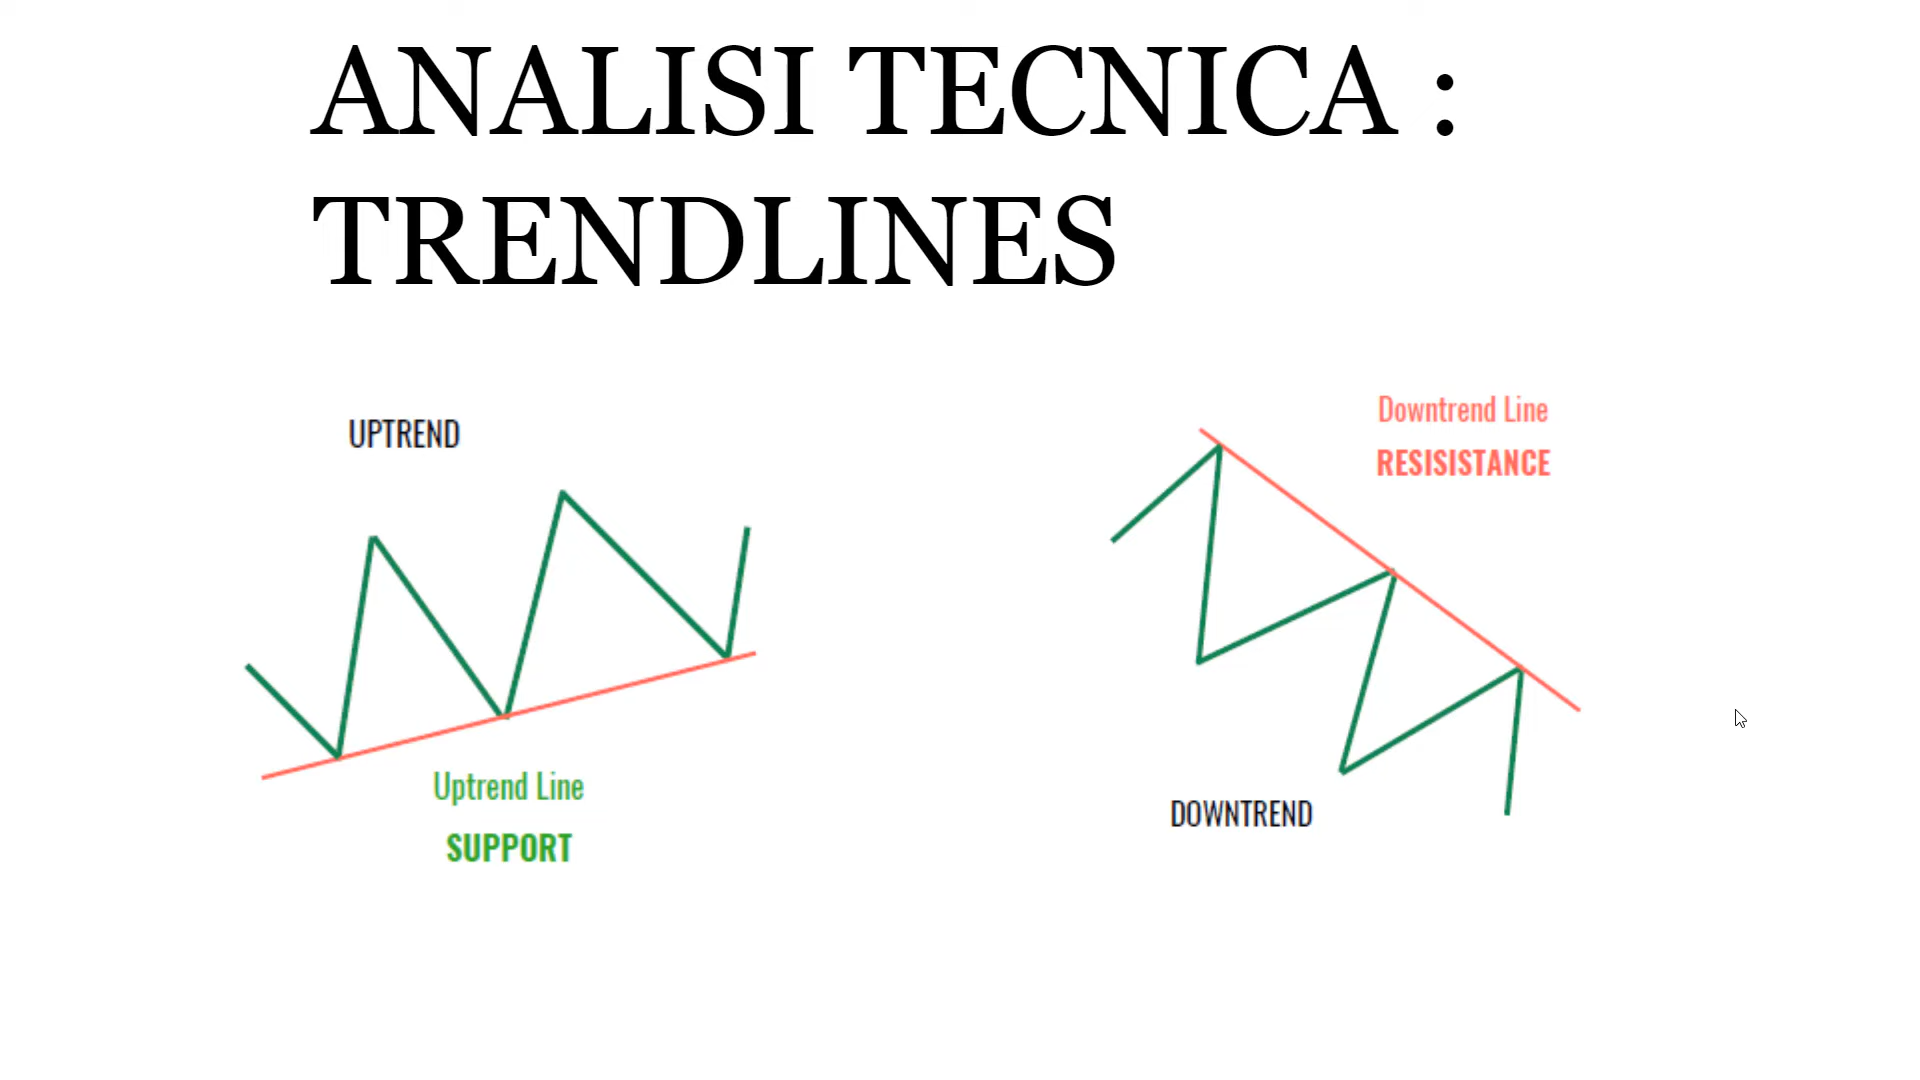 ANALISI TECNICA :
TRENDLINES
UPTREND
Uptrend Line
SUPPORT
Downtrend Line
RESISISTANCE
DOWNTREND